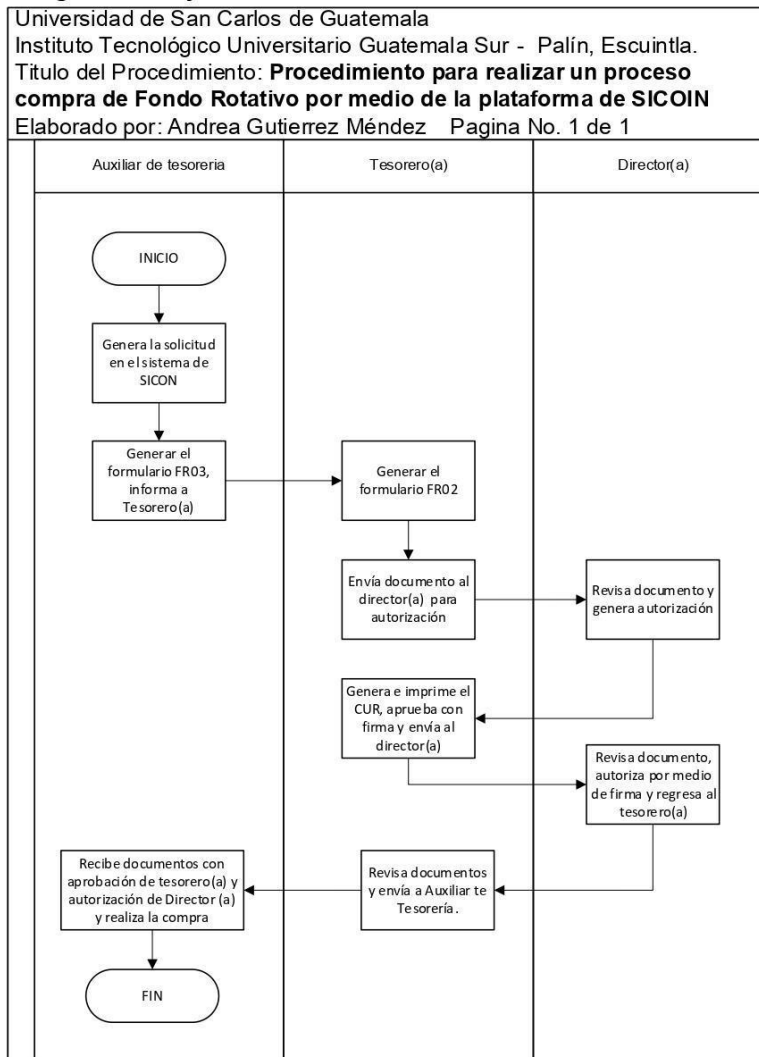 Universidad de San Carlos de Guatemala
Instituto Tecnológico Universitario Guatemala Sur - Palín, Escuintla.
Titulo del Procedimiento: Procedimiento para realizar un proceso
compra de Fondo Rotativo por medio de la plataforma de SICOIN
Elaborado por: Andrea Gutierrez Méndez Pagina No. 1 de 1
Auxiliar de tesoreria
Tesorero(a)
Director(a)
INICIO
Genera la solicitud
en el sistema de
SICON
Generar el
formulario FR03,
informa a
Tesorero(a)
Generar el
formulario FR02
Envía documento al
director(a) para
autorización
Revisa documento y
genera autorización
Genera e imprime el
CUR, aprueba con
firma y envía al
director(a)
Revisa documento,
autoriza por medio
de firma y regresa al
tesorero(a)
Revisa documentos
y envía a Auxiliar te
Tesorería.
Recibe documentos con
aprobación de tesorero(a) y
autorización de Director (a)
y realiza la compra
FIN